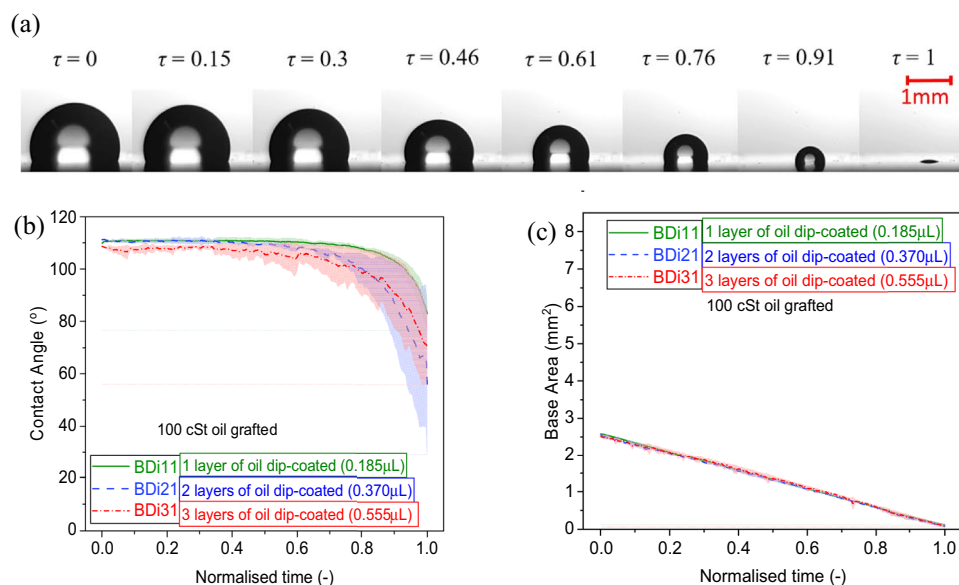 (a)
τ = 0 τ = 0.15 τ = 0.3 τ = 0.46 τ = 0.61 τ = 0.76 τ = 0.91 τ = 1
1mm
(b)
120
100
80
60
40
20
0
Contact Angle (°)
100 cSt oil grafted
BDi11 1 layer of oil dip-coated (0.185μL)
BDi21 2 layers of oil dip-coated (0.370μL)
BDi31 3 layers of oil dip-coated (0.555μL)
0.0 0.2 0.4 0.6 0.8 1.0
Normalised time (-)
(c)
8
7
6
5
4
3
2
1
0
Base Area (mm²)
BDi11 1 layer of oil dip-coated (0.185μL)
BDi21 2 layers of oil dip-coated (0.370μL)
BDi31 3 layers of oil dip-coated (0.555μL)
100 cSt oil grafted
0.0 0.2 0.4 0.6 0.8 1.0
Normalised time (-)